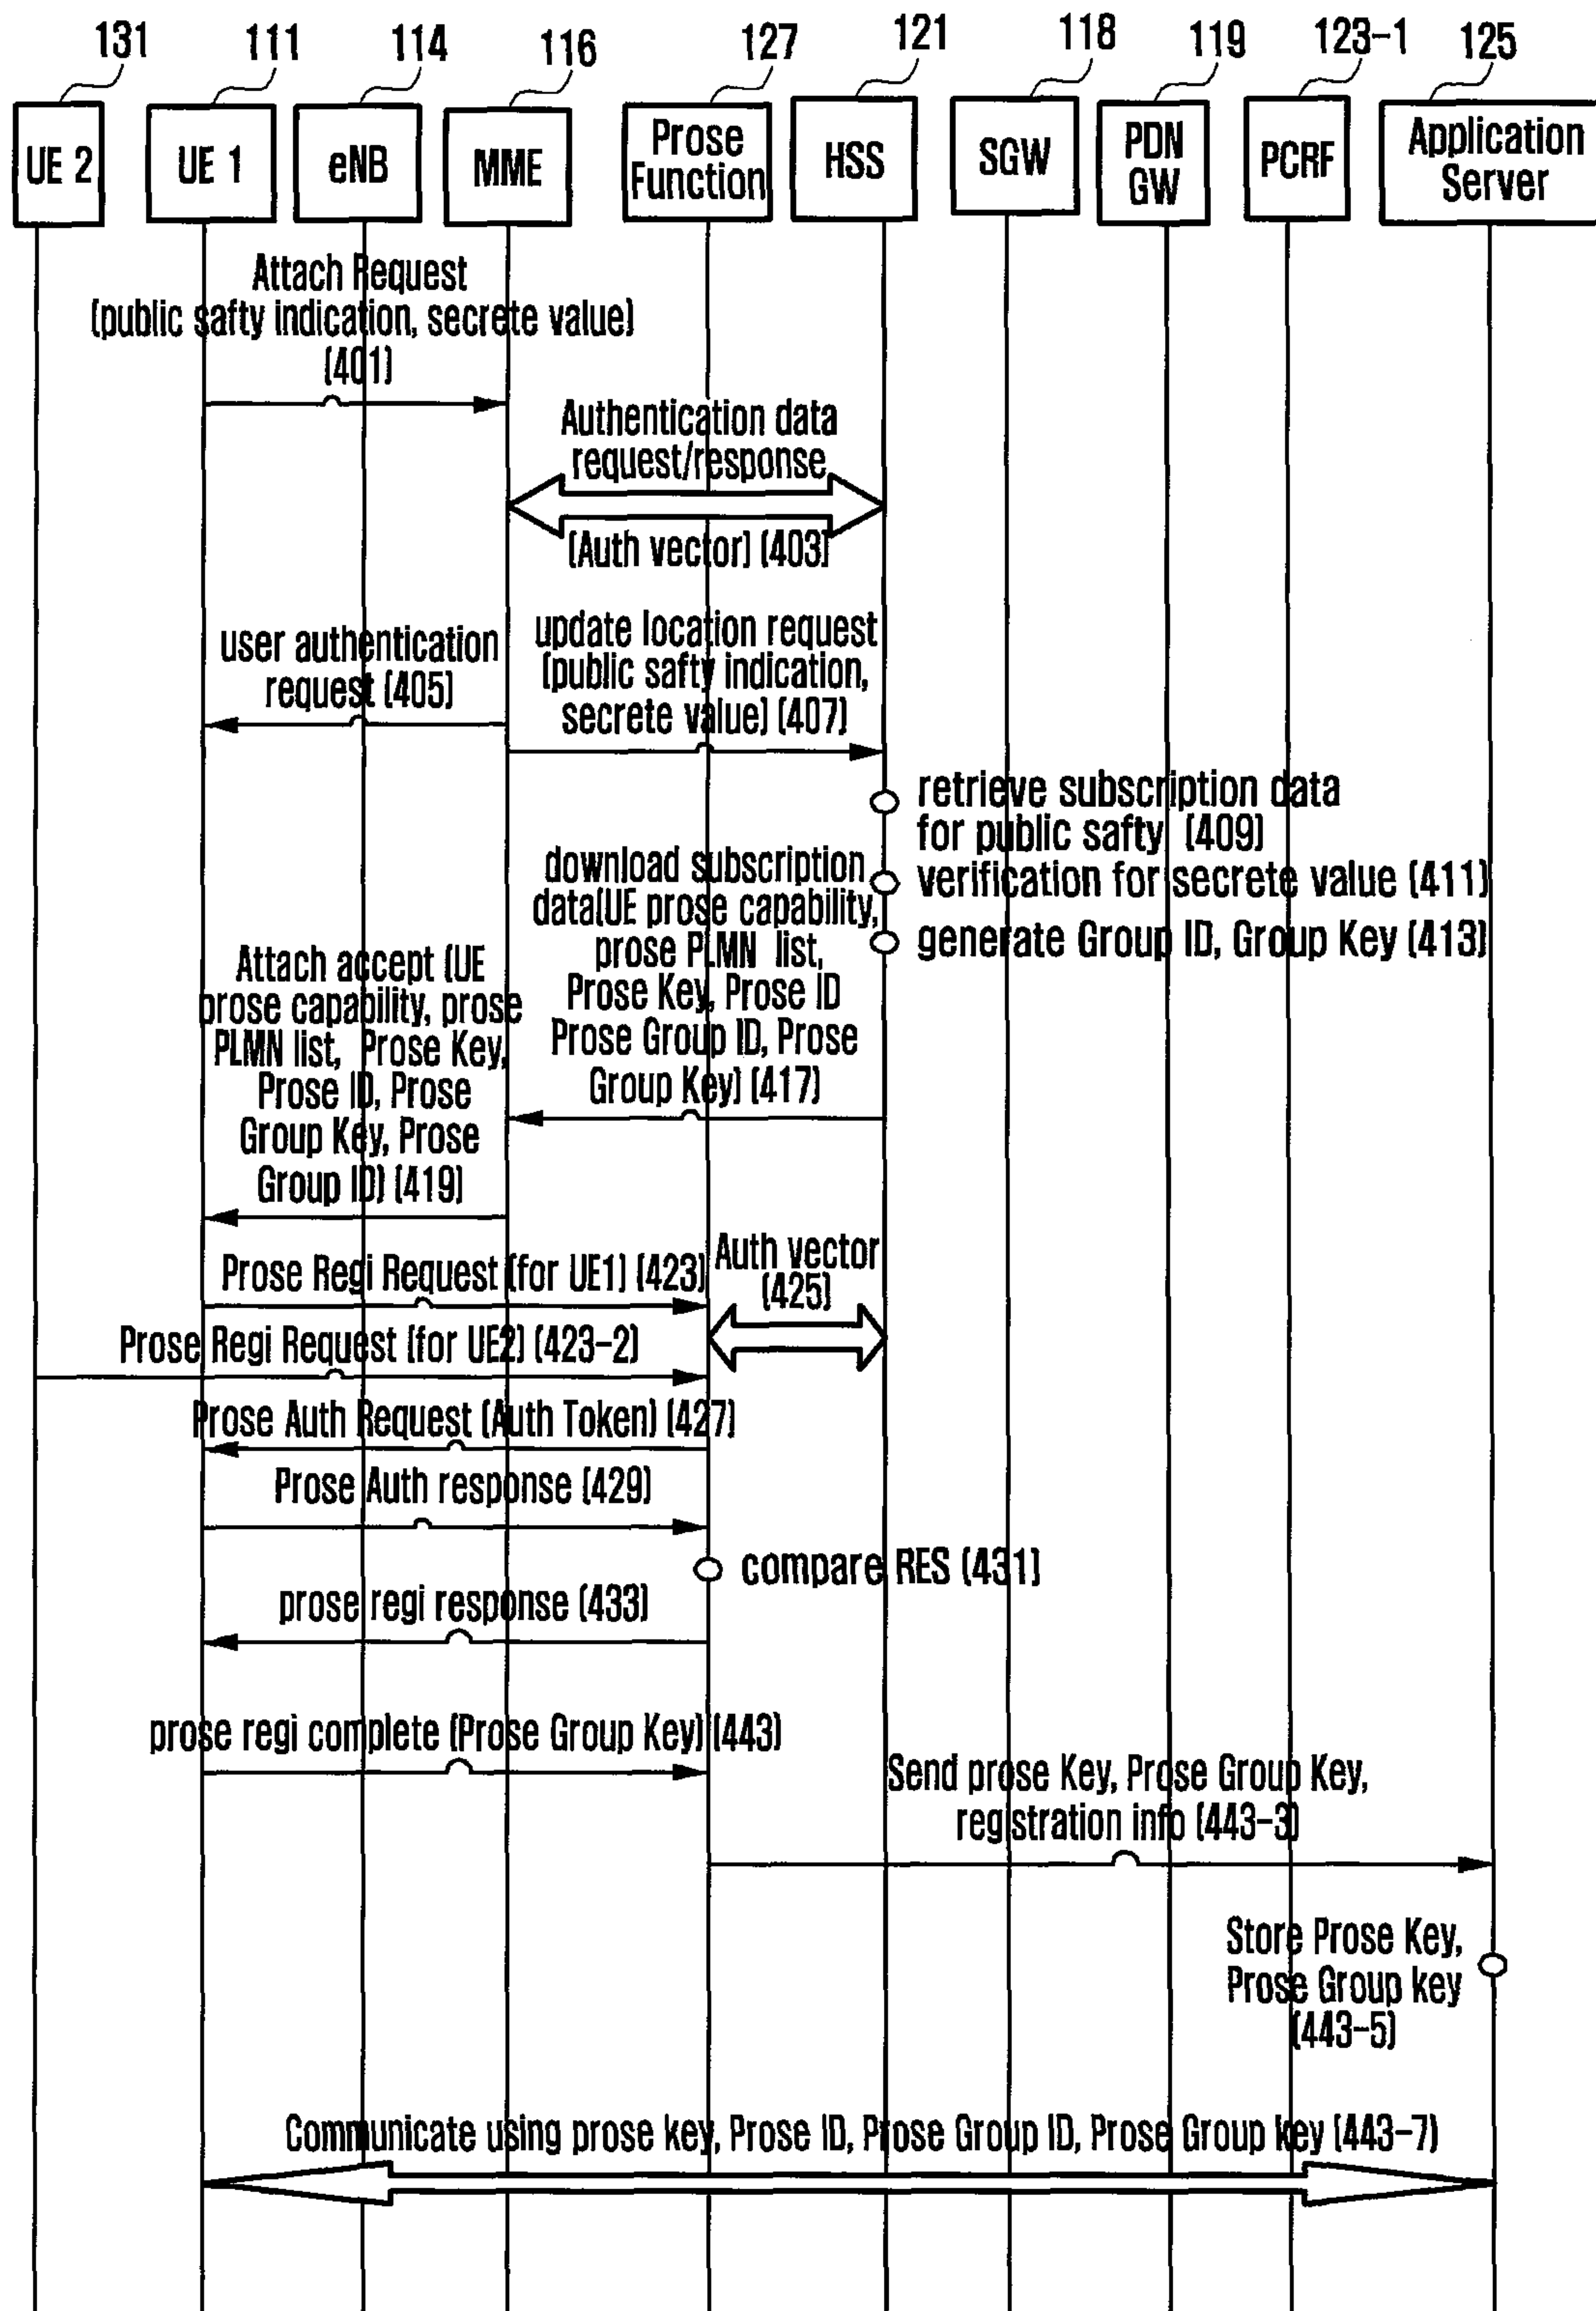 131
111
114
116
127
121
118
119
123-1
125
UE 2
UE 1
eNB
MME
Prose
Function
HSS
SGW
PDN
GW
PCRF
Application
Server
Attach Request
(public safty indication, secrete value)
(401)
Authentication data
request/response
(Auth vector) (403)
user authentication
request (405)
update location request
(public safty indication,
secrete value) (407)
retrieve subscription data
for public safty (409)
verification for secrete value (411)
generate Group ID, Group Key (413)
download subscription
data(UE prose capability,
prose PLMN list,
Prose Key, Prose ID
Prose Group ID, Prose
Group Key) (417)
Attach accept (UE
prose capability, prose
PLMN list, Prose Key,
Prose ID, Prose
Group Key, Prose
Group ID) (419)
Prose Regi Request (for UE1) (423)
Auth vector
(425)
Prose Regi Request (for UE2) (423-2)
Prose Auth Request (Auth Token) (427)
Prose Auth response (429)
compare RES (431)
prose regi response (433)
prose regi complete (Prose Group Key) (443)
Send prose Key, Prose Group Key,
registration info (443-3)
Store Prose Key,
Prose Group key
(443-5)
Communicate using prose key, Prose ID, Prose Group ID, Prose Group key (443-7)